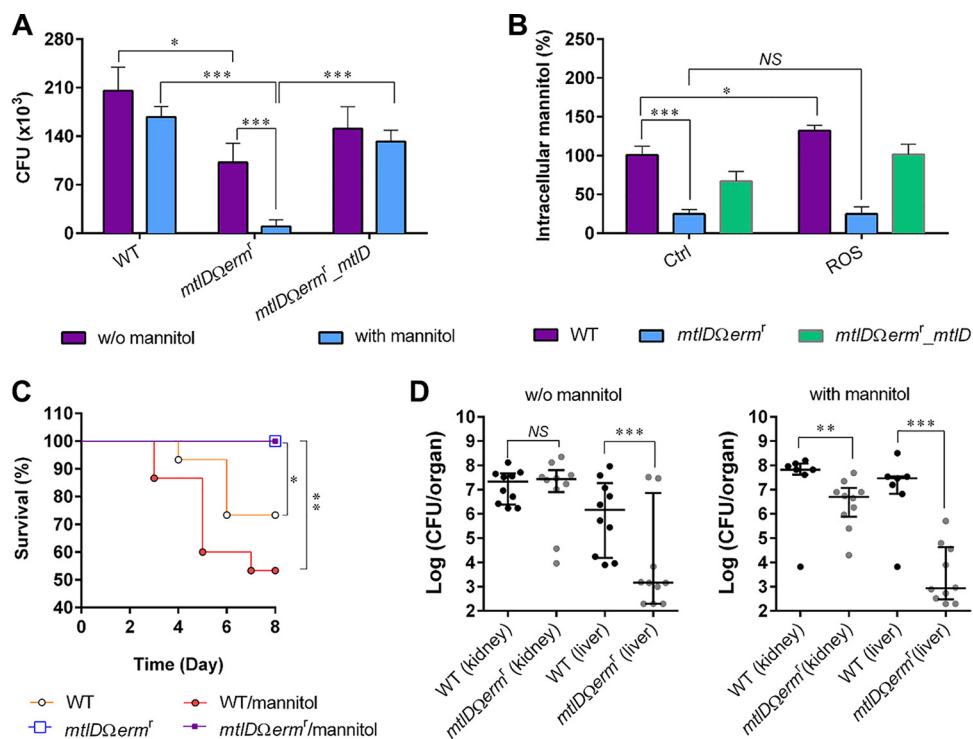 A
CFU (x10³)
280
210
140
70
0
*
***
***
***
WT
mtlDΩermʳ
mtlDΩermʳ_mtlD
w/o mannitol
with mannitol
B
Intracellular mannitol (%)
250
200
150
100
50
0
NS
*
***
Ctrl
ROS
WT
mtlDΩermʳ
mtlDΩermʳ_mtlD
C
Survival (%)
100
90
80
70
60
50
40
*
**
0
2
4
6
8
Time (Day)
WT
WT/mannitol
mtlDΩermʳ
mtlDΩermʳ/mannitol
D
w/o mannitol
Log (CFU/organ)
10
9
8
7
6
5
4
3
2
NS
***
WT (kidney)
mtlDΩermʳ (kidney)
WT (liver)
mtlDΩermʳ (liver)
with mannitol
Log (CFU/organ)
10
9
8
7
6
5
4
3
2
**
***
WT (kidney)
mtlDΩermʳ (kidney)
WT (liver)
mtlDΩermʳ (liver)